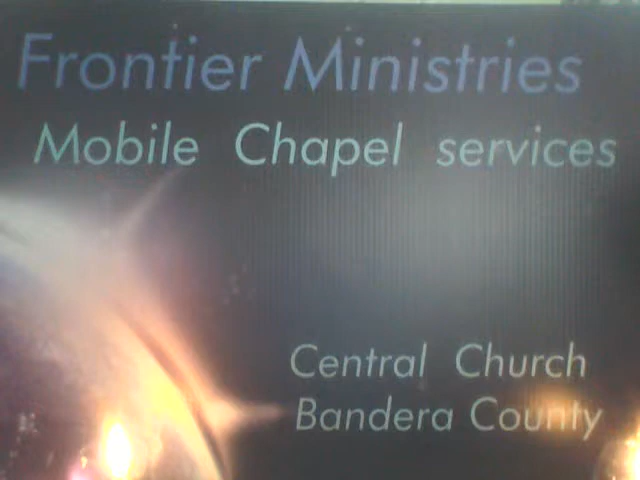 Frontier Ministries
Mobile Chapel services
Central Church
Bandera County